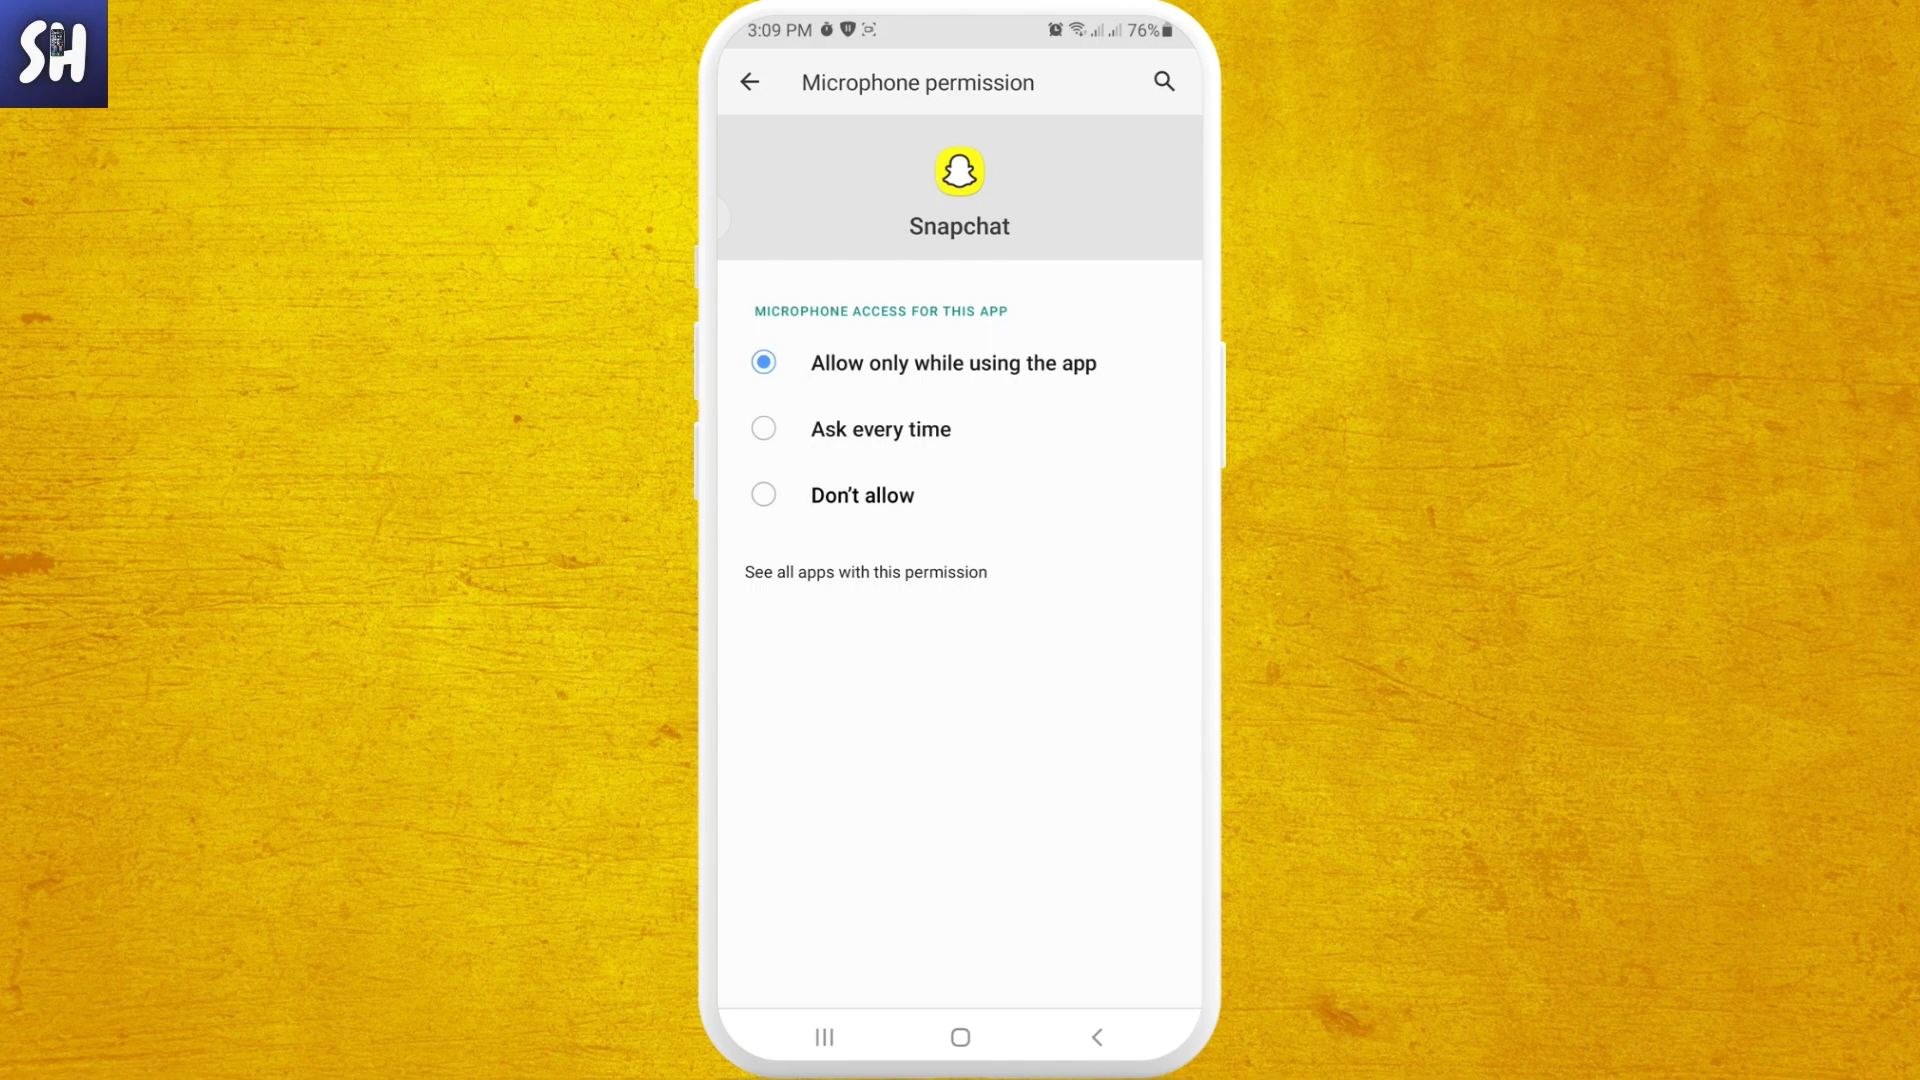 SH
3:09 PM
76%
Microphone permission
Snapchat
MICROPHONE ACCESS FOR THIS APP
Allow only while using the app
Ask every time
Don’t allow
See all apps with this permission